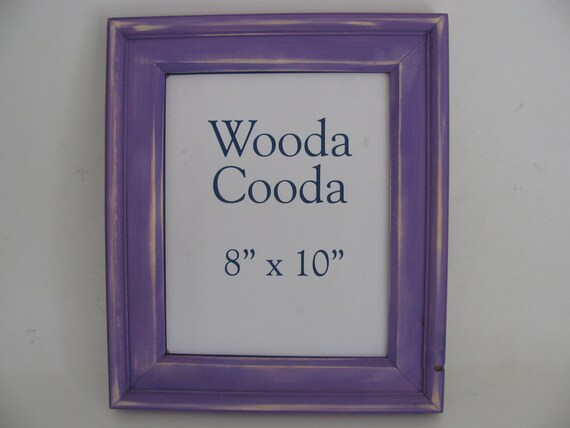 Wooda
Cooda
8” x 10”